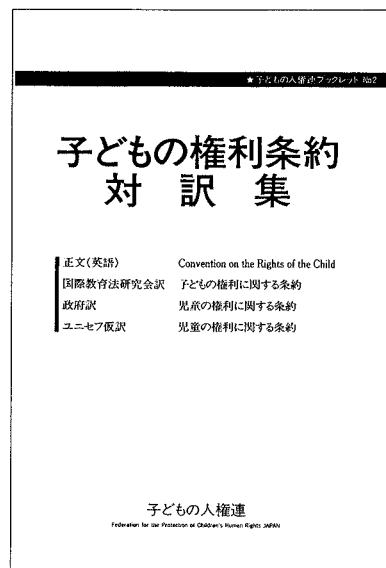 ★子どもの人権連ブックレット No2
子どもの権利条約
対訳集
正文(英語) Convention on the Rights of the Child
国際教育法研究会訳 子どもの権利に関する条約
政府訳 児童の権利に関する条約
ユニセフ仮訳 児童の権利に関する条約
子どもの人権連
Federation for the Protection of Children's Human Rights JAPAN